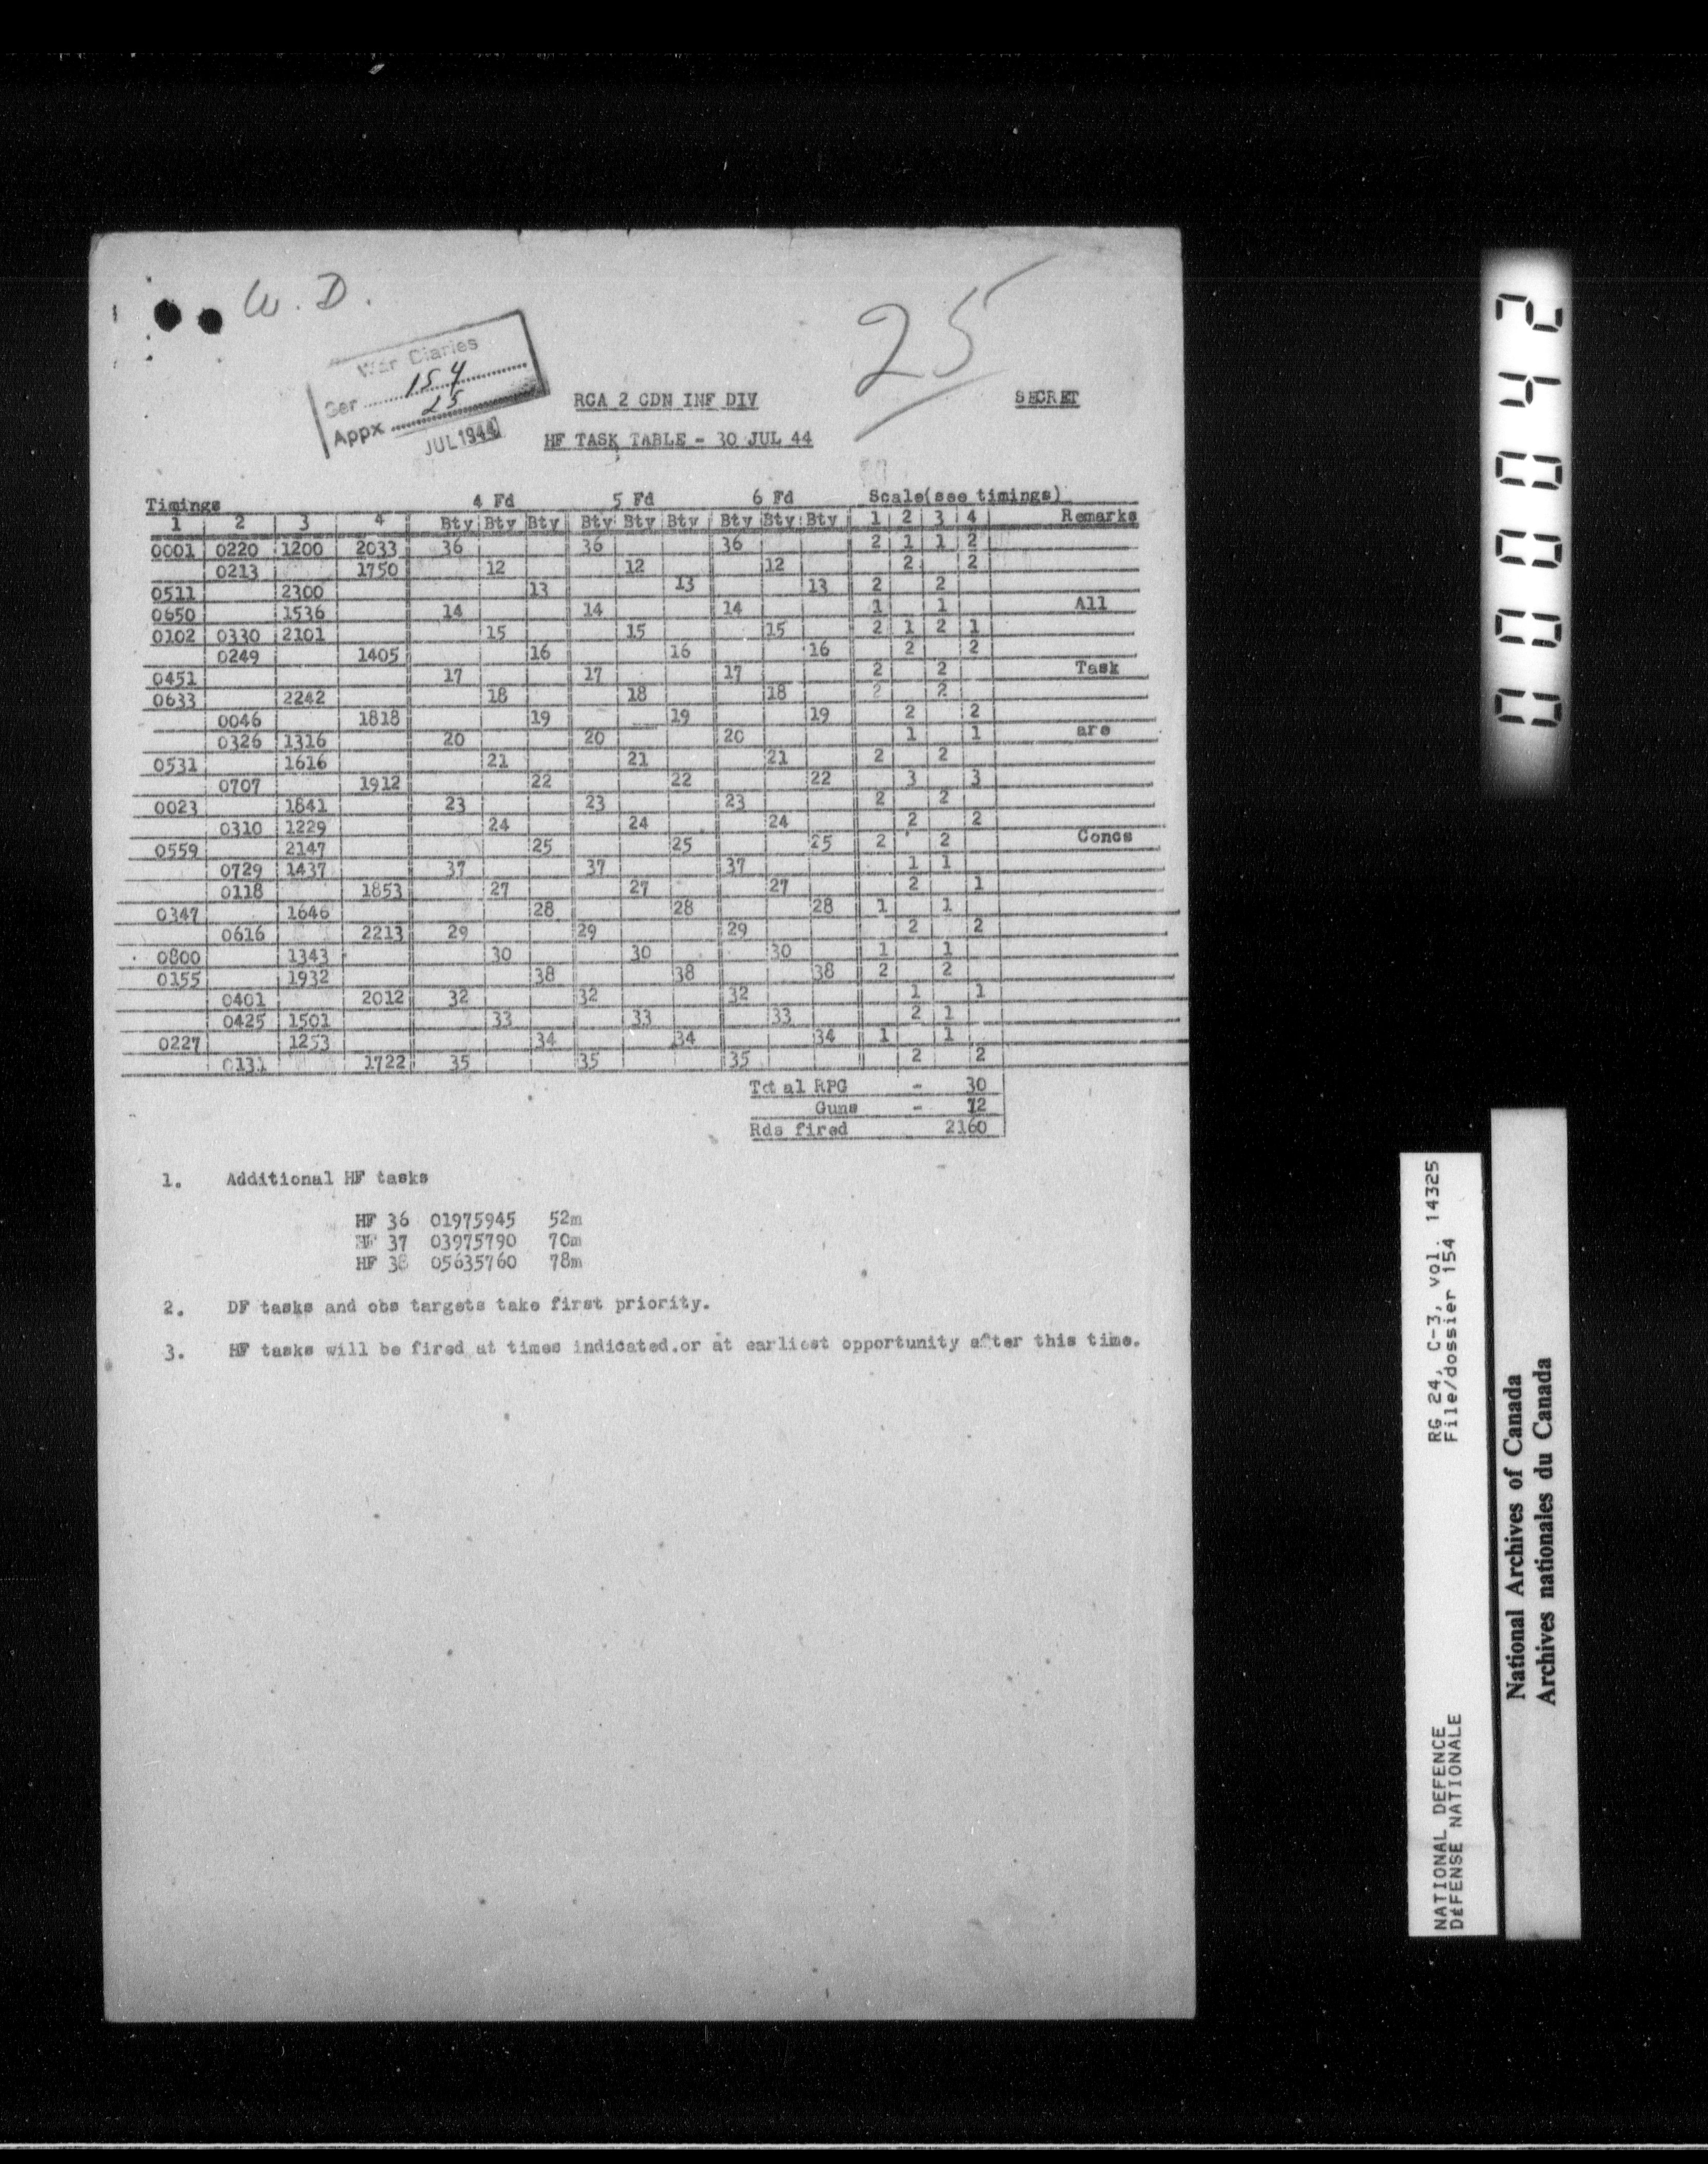 W. D.
25
War Diaries
Ser 154
Appx 25
JUL 1944
RCA 2 CDN INF DIV
SECRET
HF TASK TABLE - 30 JUL 44
Timings 4 Fd 5 Fd 6 Fd Scale(see timings)
1 2 3 4 Bty Bty Bty Bty Bty Bty Bty Bty Bty 1 2 3 4 Remarks
0001 0220 1200 2033 36 36 36 2 1 1 2
0213 1750 12 12 12 2 2
0511 2300 13 13 13 2 2
0650 1536 14 14 14 1 1 All
0102 0330 2101 15 15 15 2 1 2 1
0249 1405 16 16 16 2 2
0451 17 17 17 2 2 Task
0633 2242 18 18 18 2 2
0046 1818 19 19 19 2 2
0326 1316 20 20 20 1 1 are
0531 1616 21 21 21 2 2
0707 1912 22 22 22 3 3
0023 1841 23 23 23 2 2
0310 1229 24 24 24 2 2
0559 2147 25 25 25 2 2 Concs
0729 1437 37 37 37 1 1
0118 1853 27 27 27 2 1
0347 1646 28 28 28 1 1
0616 2213 29 29 29 2 2
0800 1343 30 30 30 1 1
0155 1932 38 38 38 2 2
0401 2012 32 32 32 1 1
0425 1501 33 33 33 2 1
0227 1253 34 34 34 1 1
0131 1722 35 35 35 2 2
Total RPG - 30
Guns - 72
Rds fired 2160
1. Additional HF tasks
HF 36 01975945 52m
HF 37 03975790 70m
HF 38 05635760 78m
2. DF tasks and obs targets take first priority.
3. HF tasks will be fired at times indicated.or at earliest opportunity after this time.
000042
NATIONAL DEFENCE RG 24, C-3, vol. 14325
DÉFENSE NATIONALE File/dossier 154
National Archives of Canada
Archives nationales du Canada